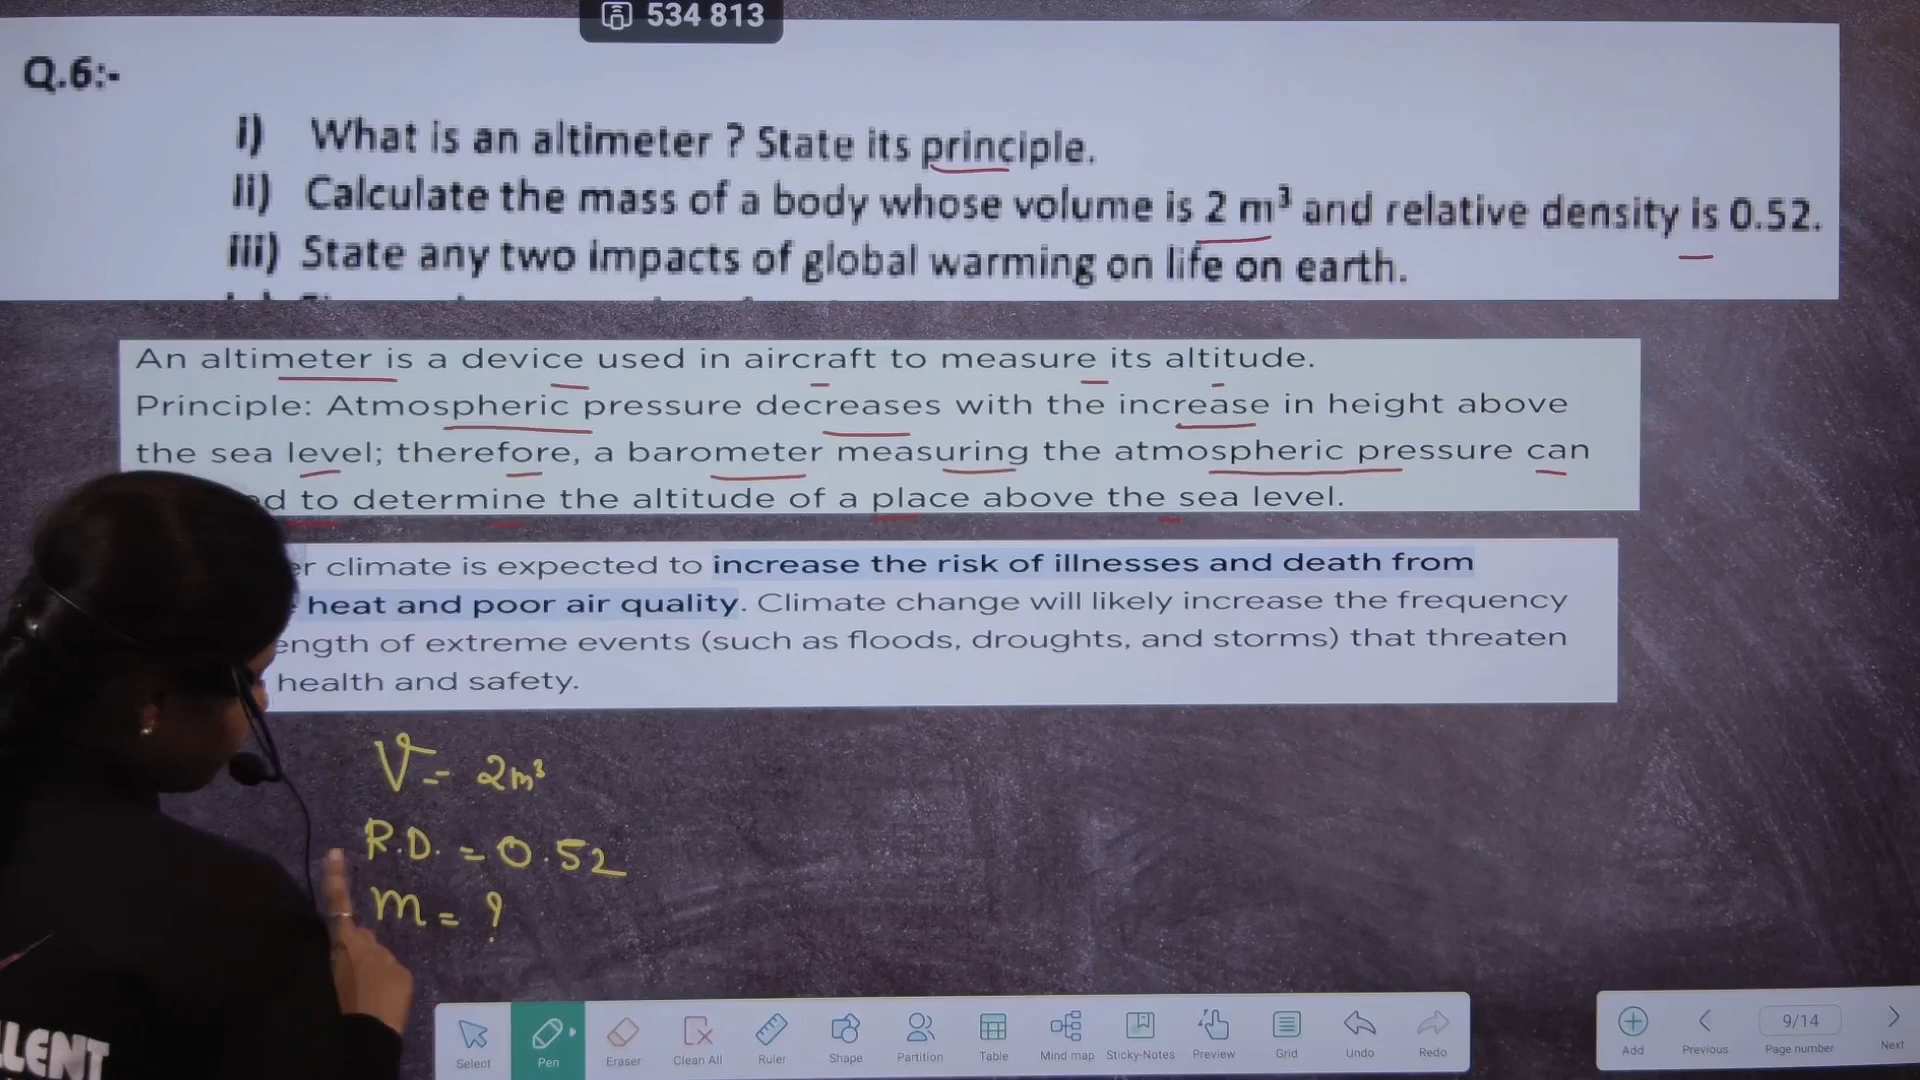 534 813
Q.6:-
i) What is an altimeter ? State its principle.
ii) Calculate the mass of a body whose volume is 2 m³ and relative density is 0.52.
iii) State any two impacts of global warming on life on earth.
An altimeter is a device used in aircraft to measure its altitude.
Principle: Atmospheric pressure decreases with the increase in height above
the sea level; therefore, a barometer measuring the atmospheric pressure can
to determine the altitude of a place above the sea level.
climate is expected to increase the risk of illnesses and death from
heat and poor air quality. Climate change will likely increase the frequency
of extreme events (such as floods, droughts, and storms) that threaten
health and safety.
V = 2m³
R.D. = 0.52
m = ?
LLENT
Select Pen Eraser Clean All Ruler Shape Partition Table Mind map Sticky-Notes Preview Grid Undo Redo
Add Previous 9/14 Page number Next